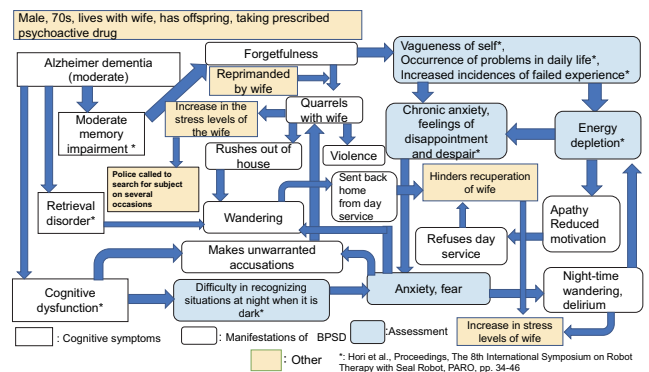 Male, 70s, lives with wife, has offspring, taking prescribed
psychoactive drug
Alzheimer dementia
(moderate)
Forgetfulness
Vagueness of self*,
Occurrence of problems in daily life*,
Increased incidences of failed experience*
Reprimanded
by wife
Moderate
memory
impairment *
Increase in the
stress levels of
the wife
Quarrels
with wife
Chronic anxiety,
feelings of
disappointment
and despair*
Energy
depletion*
Rushes out of
house
Violence
Police called to
search for subject
on several
occasions
Sent back
home
from day
service
Hinders recuperation
of wife
Retrieval
disorder*
Wandering
Apathy
Reduced
motivation
Refuses day
service
Makes unwarranted
accusations
Cognitive
dysfunction*
Difficulty in recognizing
situations at night when it is
dark*
Anxiety, fear
Night-time
wandering,
delirium
Increase in stress
levels of wife
: Cognitive symptoms
: Manifestations of BPSD
:Assessment
: Other
*: Hori et al., Proceedings, The 8th International Symposium on Robot
Therapy with Seal Robot, PARO, pp. 34-46